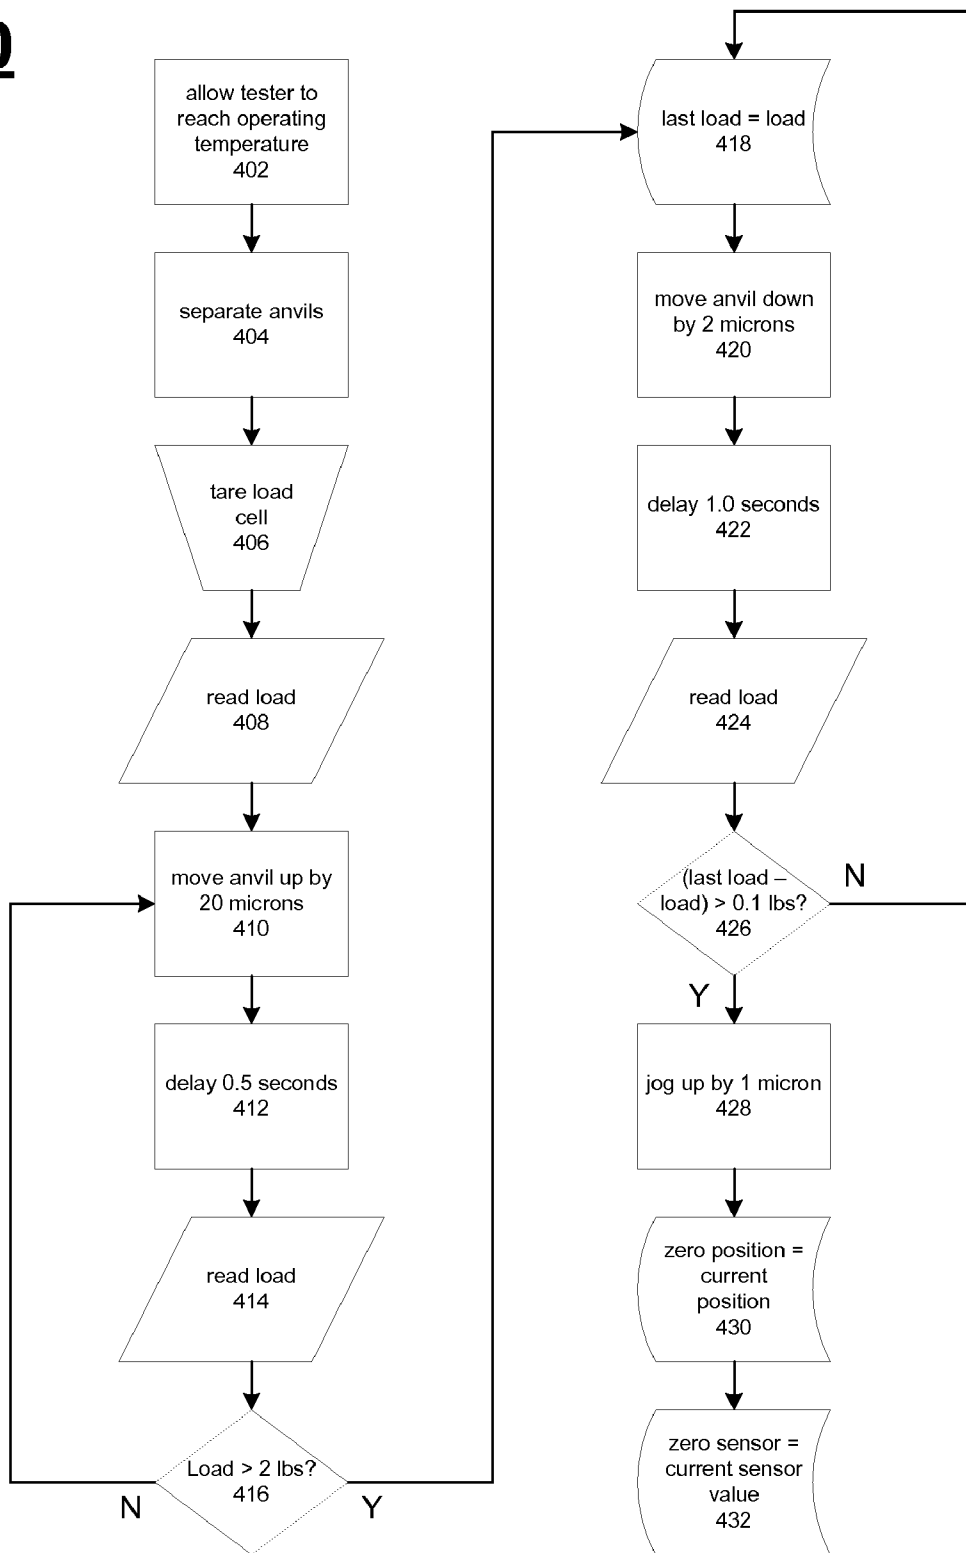 allow tester to
reach operating
temperature
402
separate anvils
404
tare load
cell
406
read load
408
move anvil up by
20 microns
410
delay 0.5 seconds
412
read load
414
Load > 2 lbs?
416
N
Y
last load = load
418
move anvil down
by 2 microns
420
delay 1.0 seconds
422
read load
424
(last load –
load) > 0.1 lbs?
426
N
Y
jog up by 1 micron
428
zero position =
current
position
430
zero sensor =
current sensor
value
432